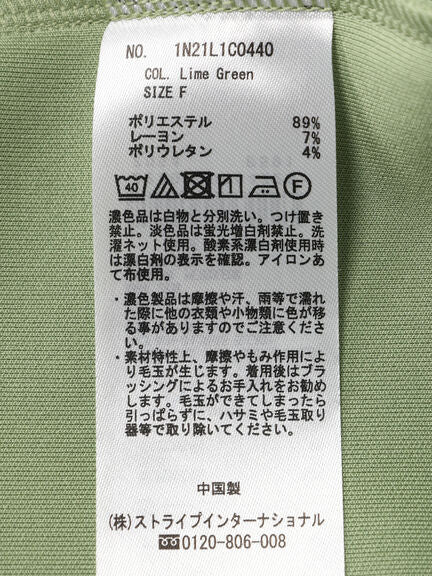 NO. 1N21L1C0440
COL. Lime Green
SIZE F
ポリエステル 89%
レーヨン 7%
ポリウレタン 4%
40 F
濃色品は白物と分別洗い。つけ置き
禁止。淡色品は蛍光増白剤禁止。洗
濯ネット使用。酸素系漂白剤使用時
は漂白剤の表示を確認。アイロンあ
て布使用。
・濃色製品は摩擦や汗、雨等で濡れ
た際に他の衣類や小物類に色が移
る事がありますのでご注意くださ
い。
・素材特性上、摩擦やもみ作用によ
り毛玉が生じます。着用後はブラ
ッシングによるお手入れをお勧め
します。毛玉ができてしまったら
引っぱらずに、ハサミや毛玉取り
器等で取り除いてください。
中国製
(株)ストライプインターナショナル
0120-806-008